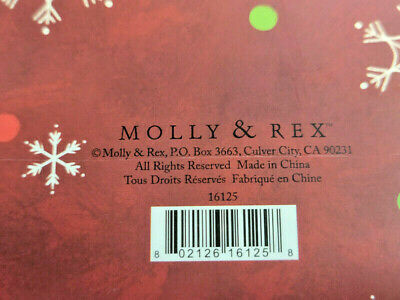 MOLLY & REX™
©Molly & Rex, P.O. Box 3663, Culver City, CA 90231
All Rights Reserved Made in China
Tous Droits Réservés Fabriqué en Chine
16125
8 02126 16125 8